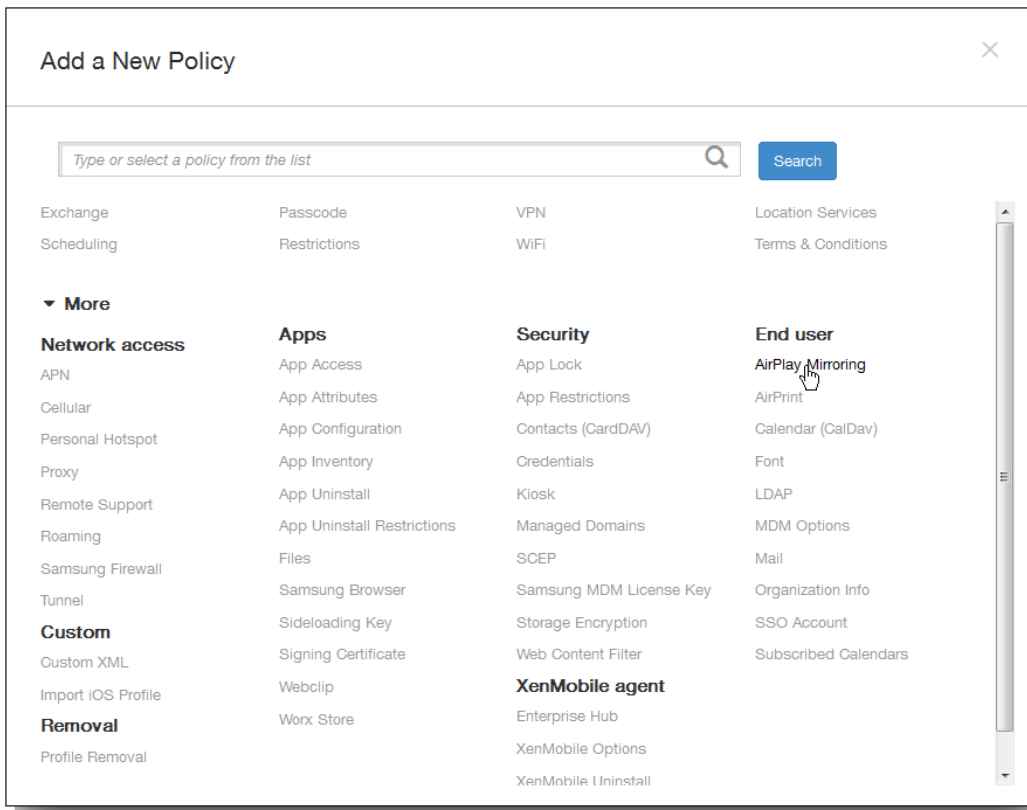 Add a New Policy
Type or select a policy from the list
Search
Exchange
Passcode
VPN
Location Services
Scheduling
Restrictions
WiFi
Terms & Conditions
More
Network access
APN
Cellular
Personal Hotspot
Proxy
Remote Support
Roaming
Samsung Firewall
Tunnel
Custom
Custom XML
Import iOS Profile
Removal
Profile Removal
Apps
App Access
App Attributes
App Configuration
App Inventory
App Uninstall
App Uninstall Restrictions
Files
Samsung Browser
Sideloading Key
Signing Certificate
Webclip
Worx Store
Security
App Lock
App Restrictions
Contacts (CardDAV)
Credentials
Kiosk
Managed Domains
SCEP
Samsung MDM License Key
Storage Encryption
Web Content Filter
XenMobile agent
Enterprise Hub
XenMobile Options
XenMobile Uninstall
End user
AirPlay Mirroring
AirPrint
Calendar (CalDav)
Font
LDAP
MDM Options
Mail
Organization Info
SSO Account
Subscribed Calendars